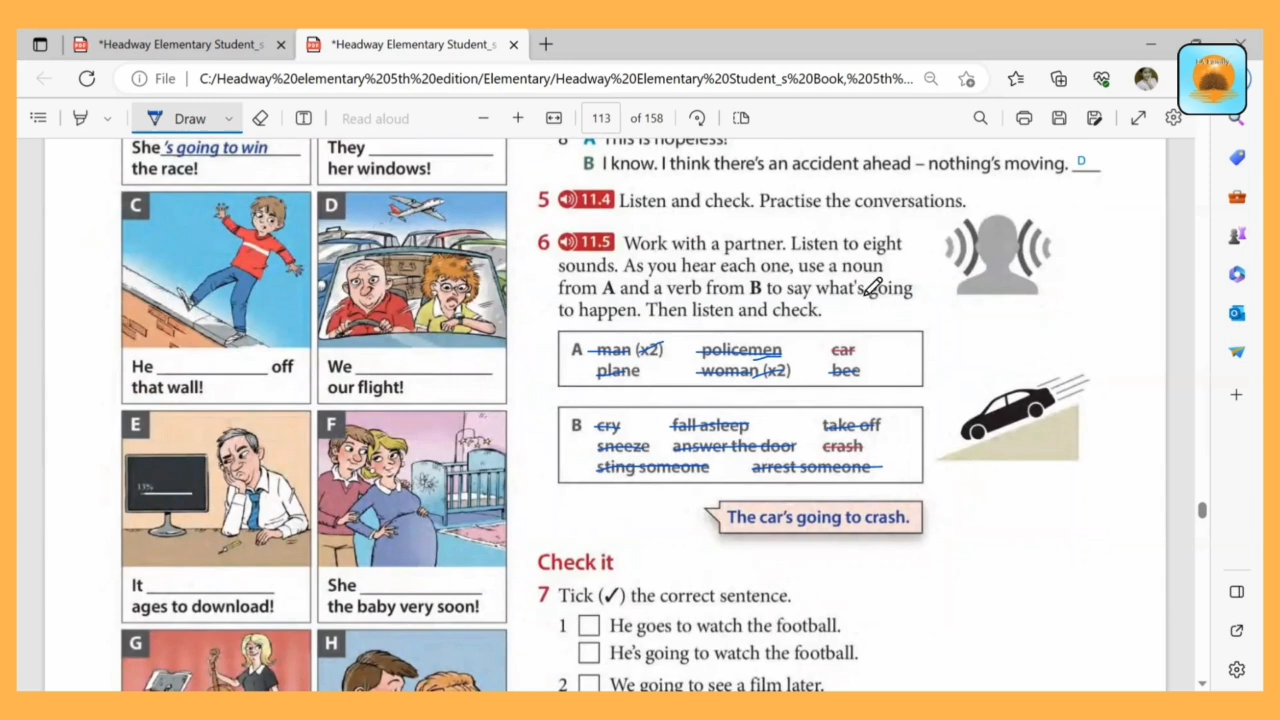 *Headway Elementary Student_s
*Headway Elementary Student_s
File
C:/Headway%20elementary%205th%20edition/Elementary/Headway%20Elementary%20Student_s%20Book,%205th%...
Draw
Read aloud
113
of 158
She 's going to win
the race!
They
her windows!
C
He ______ off
that wall!
D
We ______
our flight!
E
13%
It ______
ages to download!
F
She ______
the baby very soon!
G
H
6 A This is hopeless!
B I know. I think there's an accident ahead – nothing's moving. D
5 11.4 Listen and check. Practise the conversations.
6 11.5 Work with a partner. Listen to eight
sounds. As you hear each one, use a noun
from A and a verb from B to say what's going
to happen. Then listen and check.
A man (x2) policemen car
plane woman (x2) bee
B cry fall asleep take off
sneeze answer the door crash
sting someone arrest someone
The car's going to crash.
Check it
7 Tick (✓) the correct sentence.
1 He goes to watch the football.
He's going to watch the football.
2 We going to see a film later.